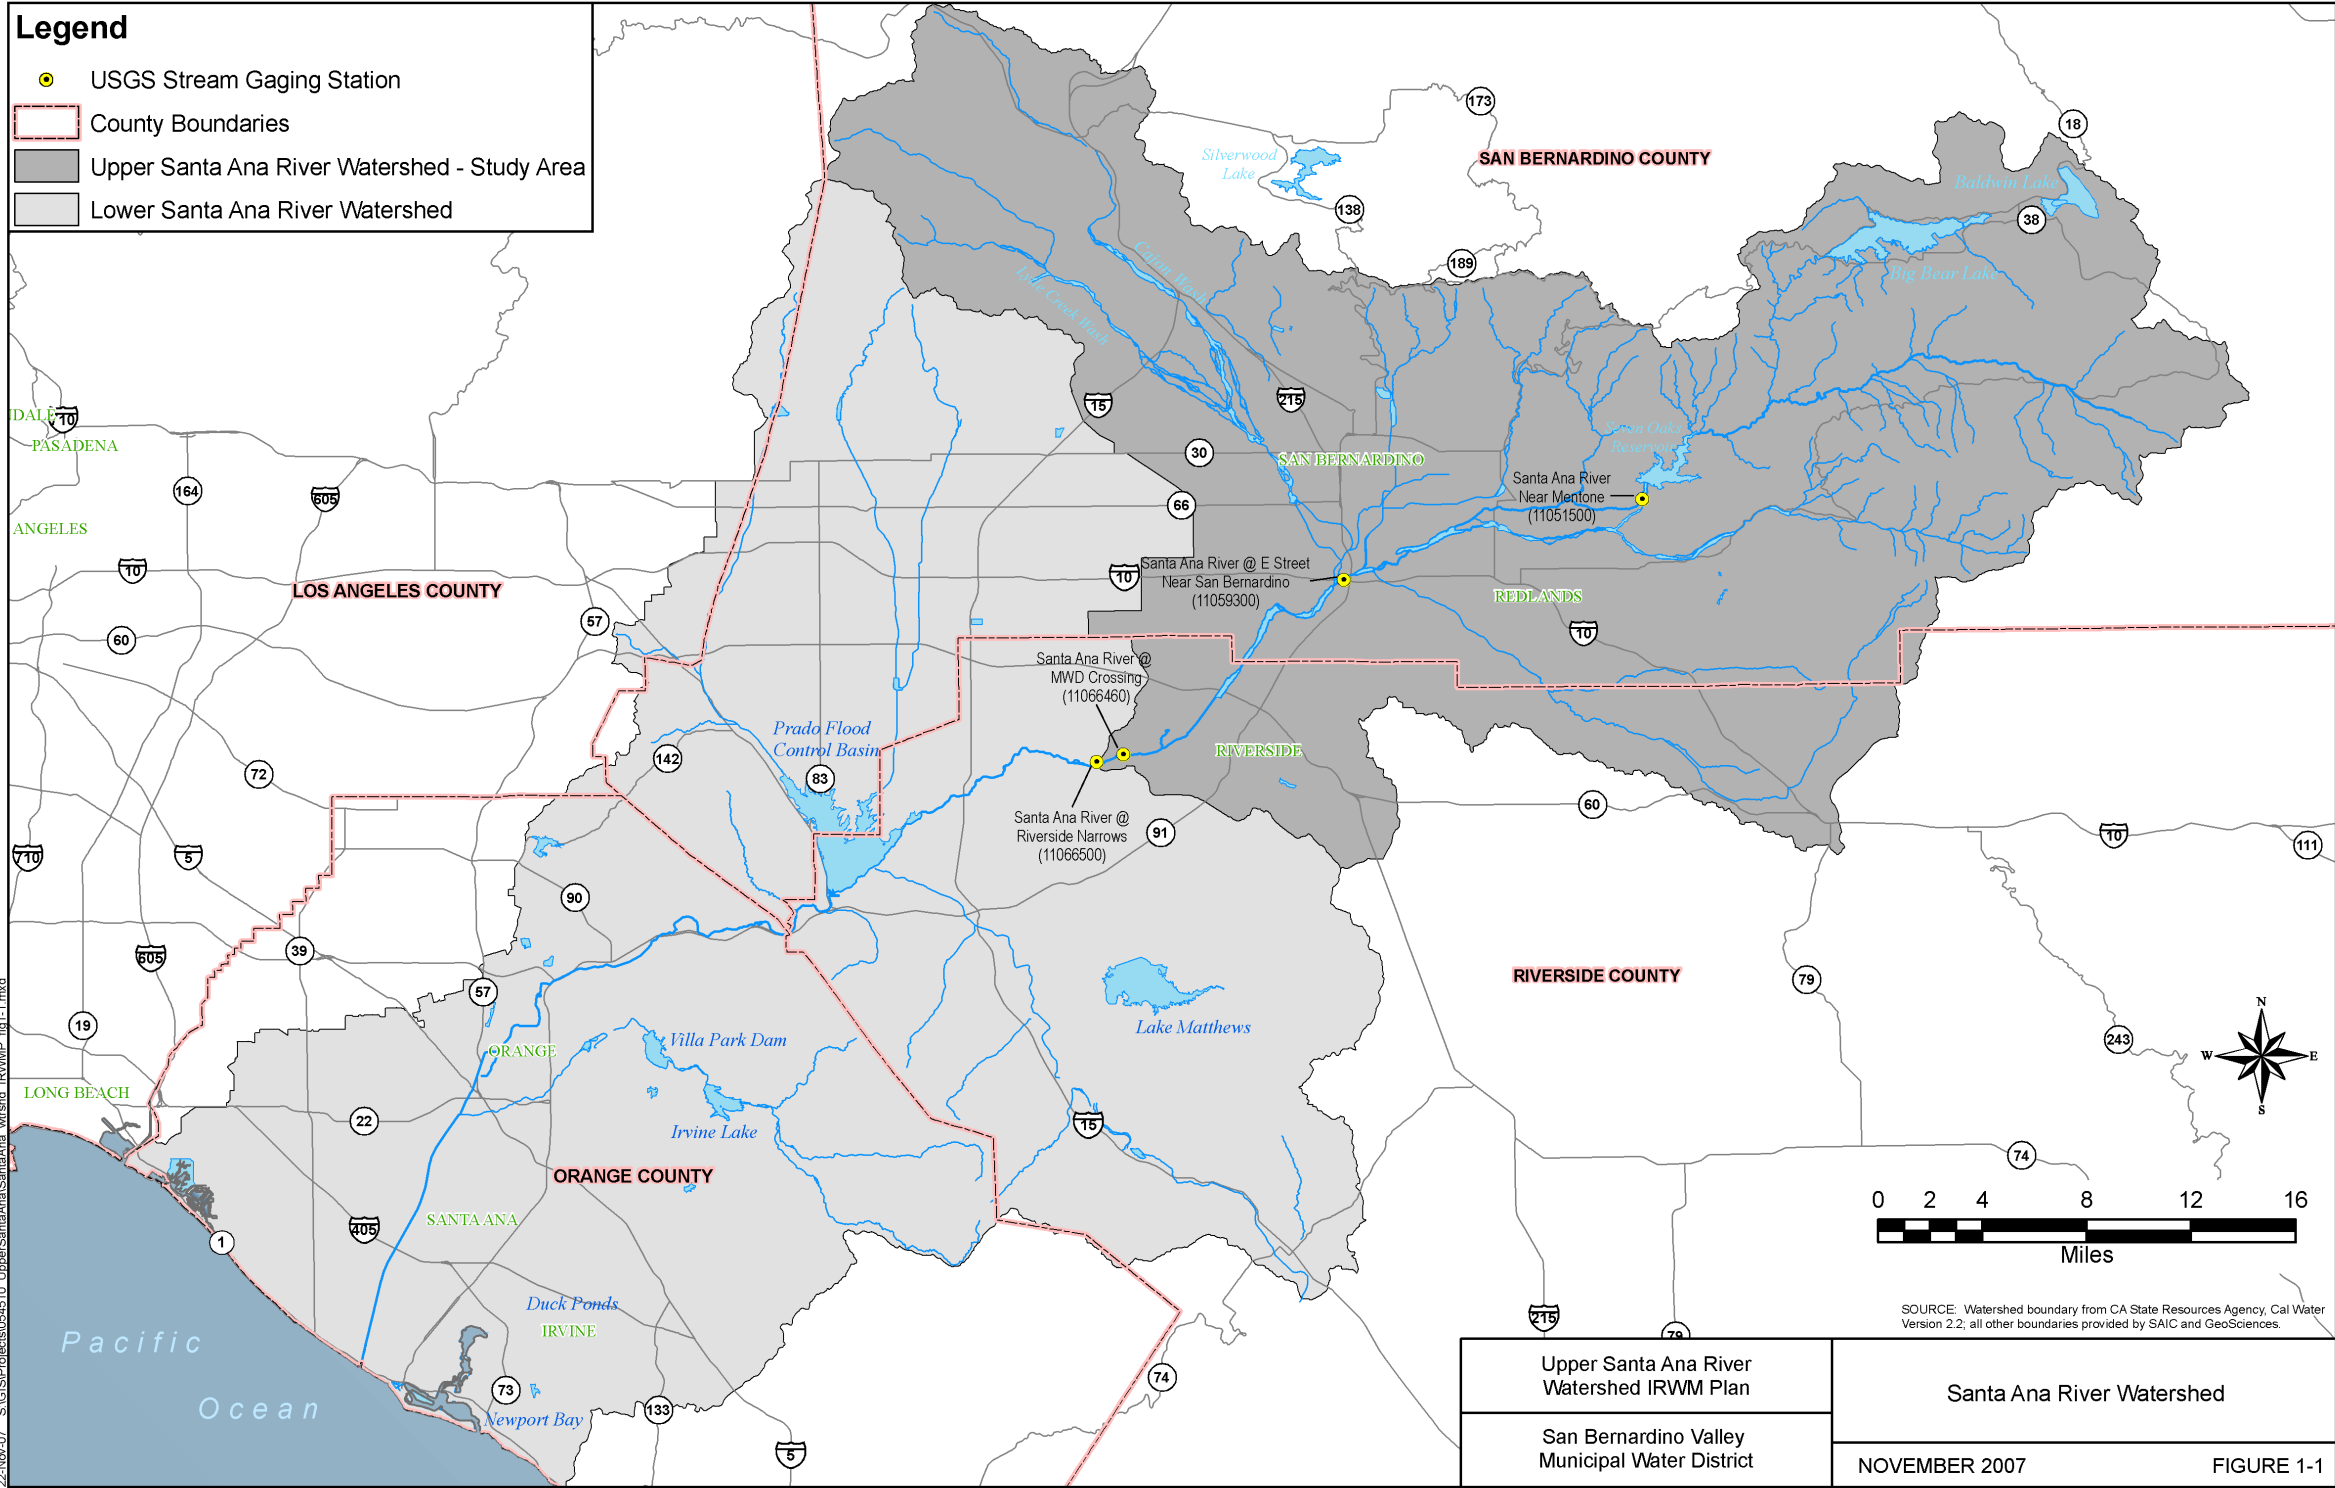 Legend
USGS Stream Gaging Station
County Boundaries
Upper Santa Ana River Watershed - Study Area
Lower Santa Ana River Watershed
173
18
SAN BERNARDINO COUNTY
Silverwood
Lake
138
189
Baldwin Lake
38
Big Bear Lake
Cajon Wash
Lytle Creek Wash
15
215
30
SAN BERNARDINO
66
Seven Oaks
Reservoir
Santa Ana River
Near Mentone
(11051500)
10
PASADENA
164
605
ANGELES
10
LOS ANGELES COUNTY
57
60
10
Santa Ana River @ E Street
Near San Bernardino
(11059300)
REDLANDS
10
Santa Ana River @
MWD Crossing
(11066460)
Prado Flood
Control Basin
142
83
72
RIVERSIDE
60
Santa Ana River @
Riverside Narrows
(11066500)
91
10
111
710
5
90
39
605
57
19
RIVERSIDE COUNTY
79
243
Lake Matthews
Villa Park Dam
ORANGE
LONG BEACH
22
Irvine Lake
15
ORANGE COUNTY
SANTA ANA
405
1
74
N
W
E
S
0 2 4 8 12 16
Miles
Duck Ponds
IRVINE
73
Newport Bay
133
5
74
215
79
Pacific
Ocean
SOURCE: Watershed boundary from CA State Resources Agency, Cal Water
Version 2.2; all other boundaries provided by SAIC and GeoSciences.
Upper Santa Ana River
Watershed IRWM Plan
San Bernardino Valley
Municipal Water District
Santa Ana River Watershed
NOVEMBER 2007
FIGURE 1-1